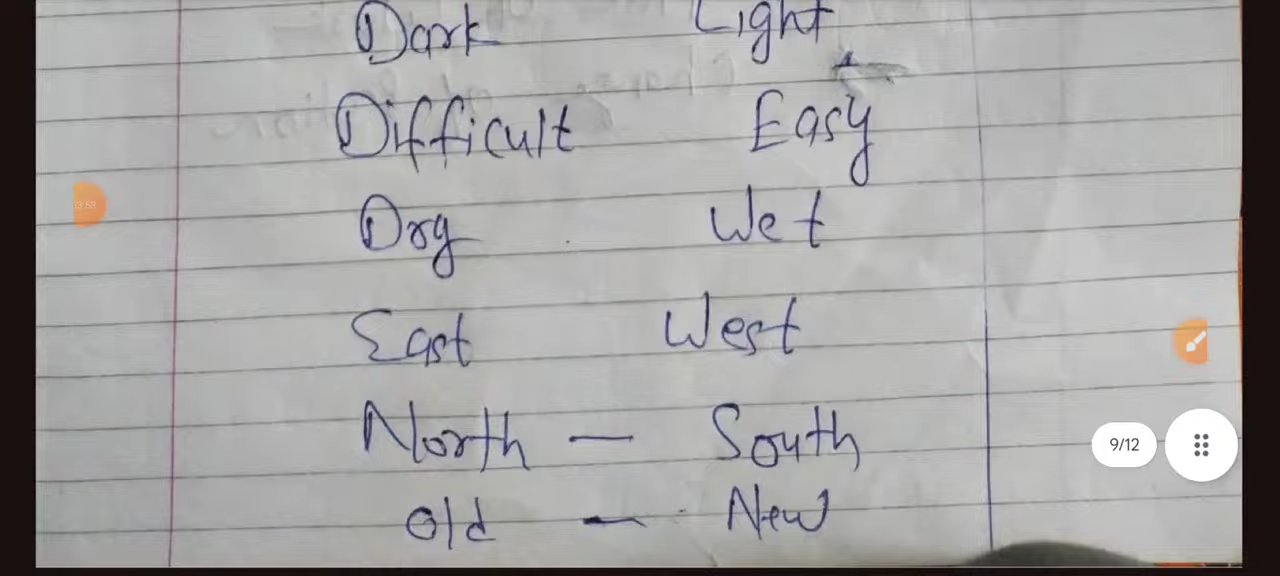 Dark Light
Difficult Easy
Dry Wet
East West
North — South
9/12
Old — New